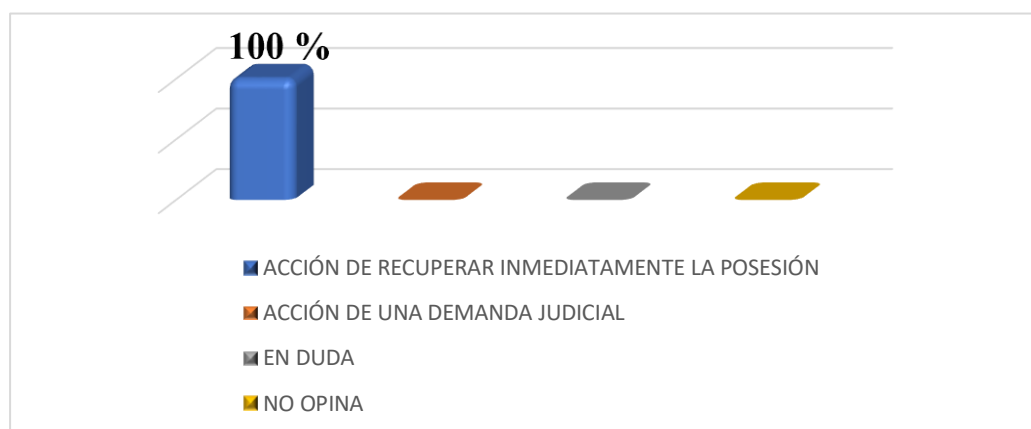 100 %
ACCIÓN DE RECUPERAR INMEDIATAMENTE LA POSESIÓN
ACCIÓN DE UNA DEMANDA JUDICIAL
EN DUDA
NO OPINA